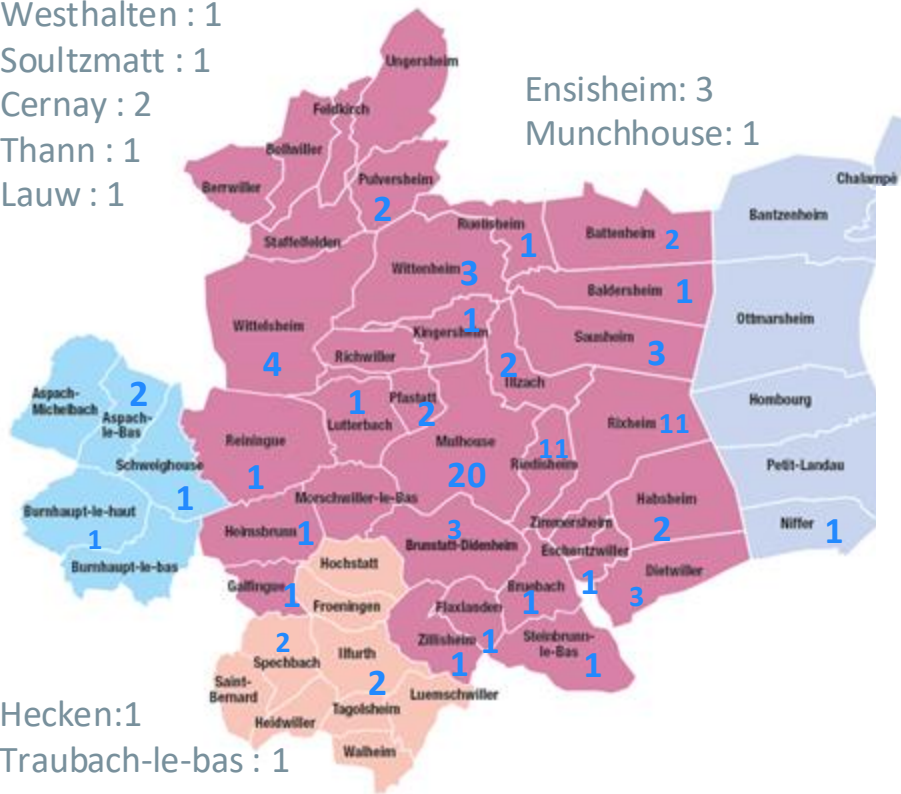 Westhalten : 1
Soultzmatt : 1
Cernay : 2
Thann : 1
Lauw : 1
Ensisheim: 3
Munchhouse: 1
Ungersheim
Feldkirch
Bollwiller
Berrwiller
Pulversheim
2
Staffelfelden
Ruelisheim
1
Battenheim 2
Chalampé
Bantzenheim
Wittenheim 3
Baldersheim 1
Wittelsheim
4
Kingersheim
1
Richwiller
Sausheim
3
Ottmarsheim
2
Illzach
Aspach-
Michelbach
2
Aspach-
le-Bas
1
Lutterbach
Pfastatt
2
Hombourg
Reiningue
1
Mulhouse
20
11
Riedisheim
Rixheim 11
Schweighouse
1
Petit-Landau
Morschwiller-le-Bas
Habsheim
2
Burnhaupt-le-haut
1
Heimsbrunn 1
3
Brunstatt-Didenheim
Zimmersheim
Eschentzwiller
1
Niffer 1
Burnhaupt-le-bas
Hochstatt
Dietwiller
3
Galfingue 1
Froeningen
Flaxlanden
1
Bruebach
1
2
Spechbach
Illfurth
2
Zillisheim
1
Steinbrunn-
le-Bas
1
Saint-
Bernard
Luemschwiller
Heidwiller
Tagolsheim
Walheim
Hecken:1
Traubach-le-bas : 1